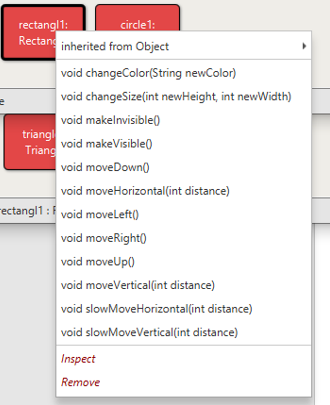 rectangl1:
Rectang
circle1:
inherited from Object
void changeColor(String newColor)
void changeSize(int newHeight, int newWidth)
void makeInvisible()
void makeVisible()
void moveDown()
void moveHorizontal(int distance)
void moveLeft()
void moveRight()
void moveUp()
void moveVertical(int distance)
void slowMoveHorizontal(int distance)
void slowMoveVertical(int distance)
Inspect
Remove
e
triangle
Triang
rectangl1 : R